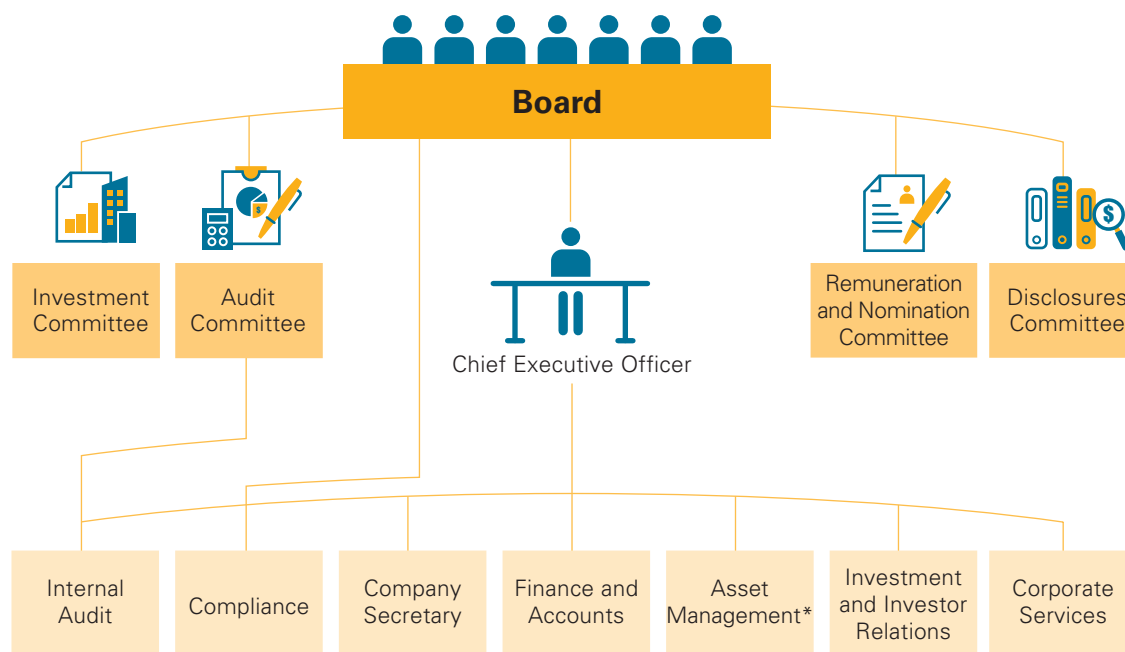 Board
$
$
Investment
Committee
Audit
Committee
Remuneration
and Nomination
Committee
Disclosures
Committee
Chief Executive Officer
Internal
Audit
Compliance
Company
Secretary
Finance and
Accounts
Asset
Management*
Investment
and Investor
Relations
Corporate
Services